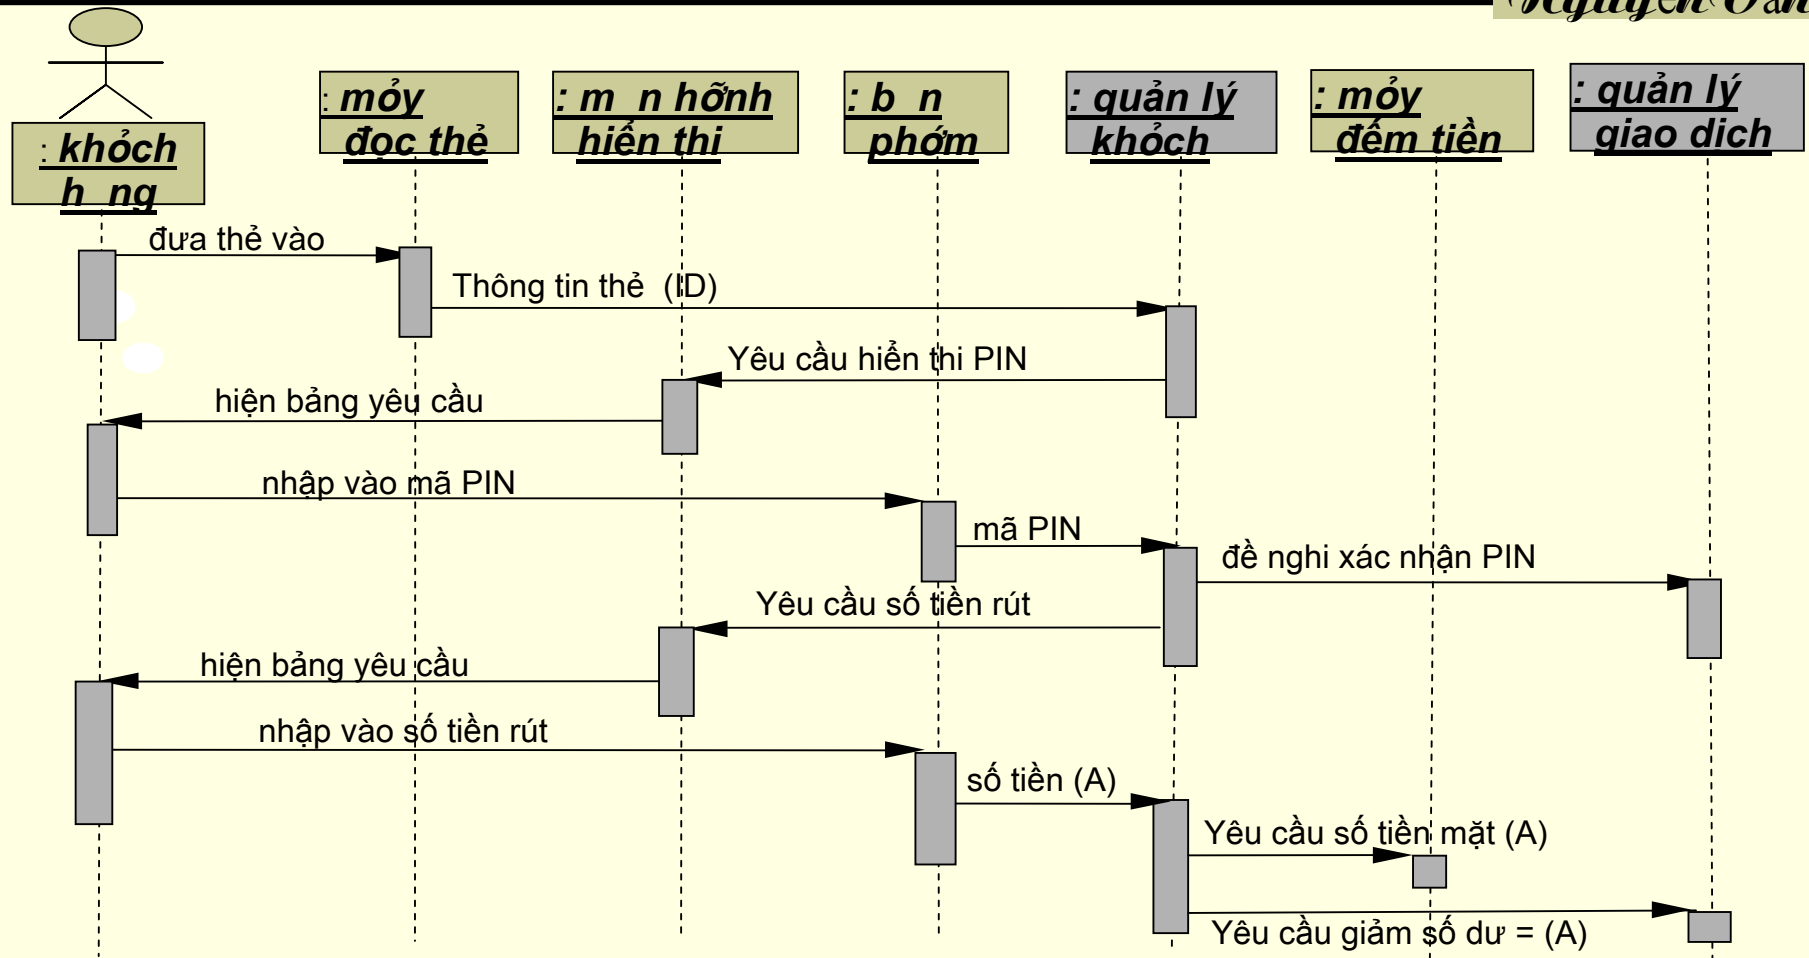 : khỏch
h ng
: mỏy
đọc thẻ
: m n hỡnh
hiển thi
: b n
phớm
: quản lý
khỏch
: mỏy
đếm tiền
: quản lý
giao dich
đưa thẻ vào
Thông tin thẻ (ID)
Yêu cầu hiển thi PIN
hiện bảng yêu cầu
nhập vào mã PIN
mã PIN
đề nghi xác nhận PIN
Yêu cầu số tiền rút
hiện bảng yêu cầu
nhập vào số tiền rút
số tiền (A)
Yêu cầu số tiền mặt (A)
Yêu cầu giảm số dư = (A)